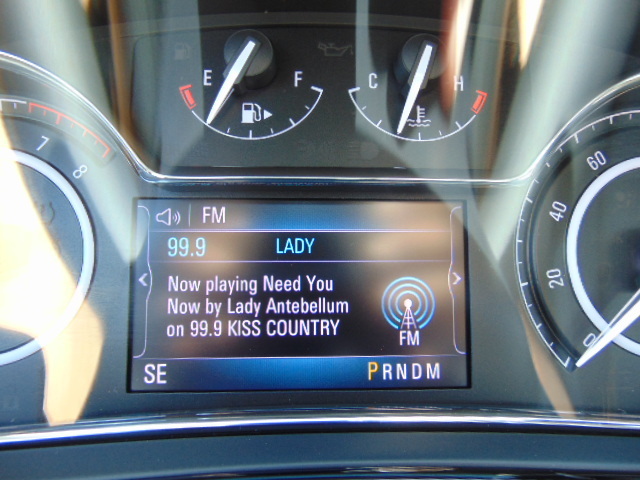 E F
C H
7
8
60
40
20
0
FM
99.9 LADY
Now playing Need You
Now by Lady Antebellum
on 99.9 KISS COUNTRY
FM
SE PRNDM